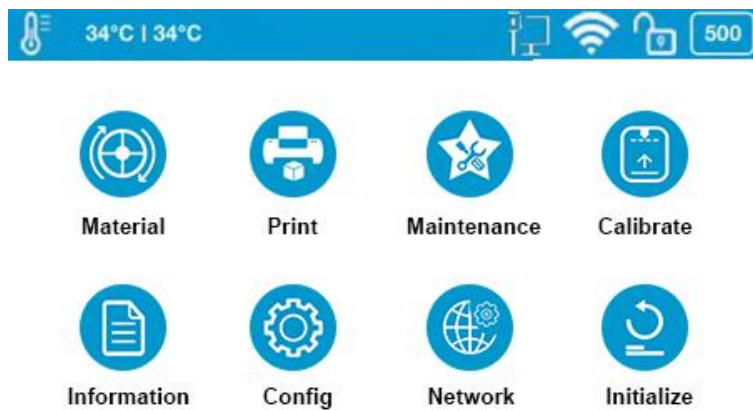 34°C | 34°C 500
Material Print Maintenance Calibrate
Information Config Network Initialize